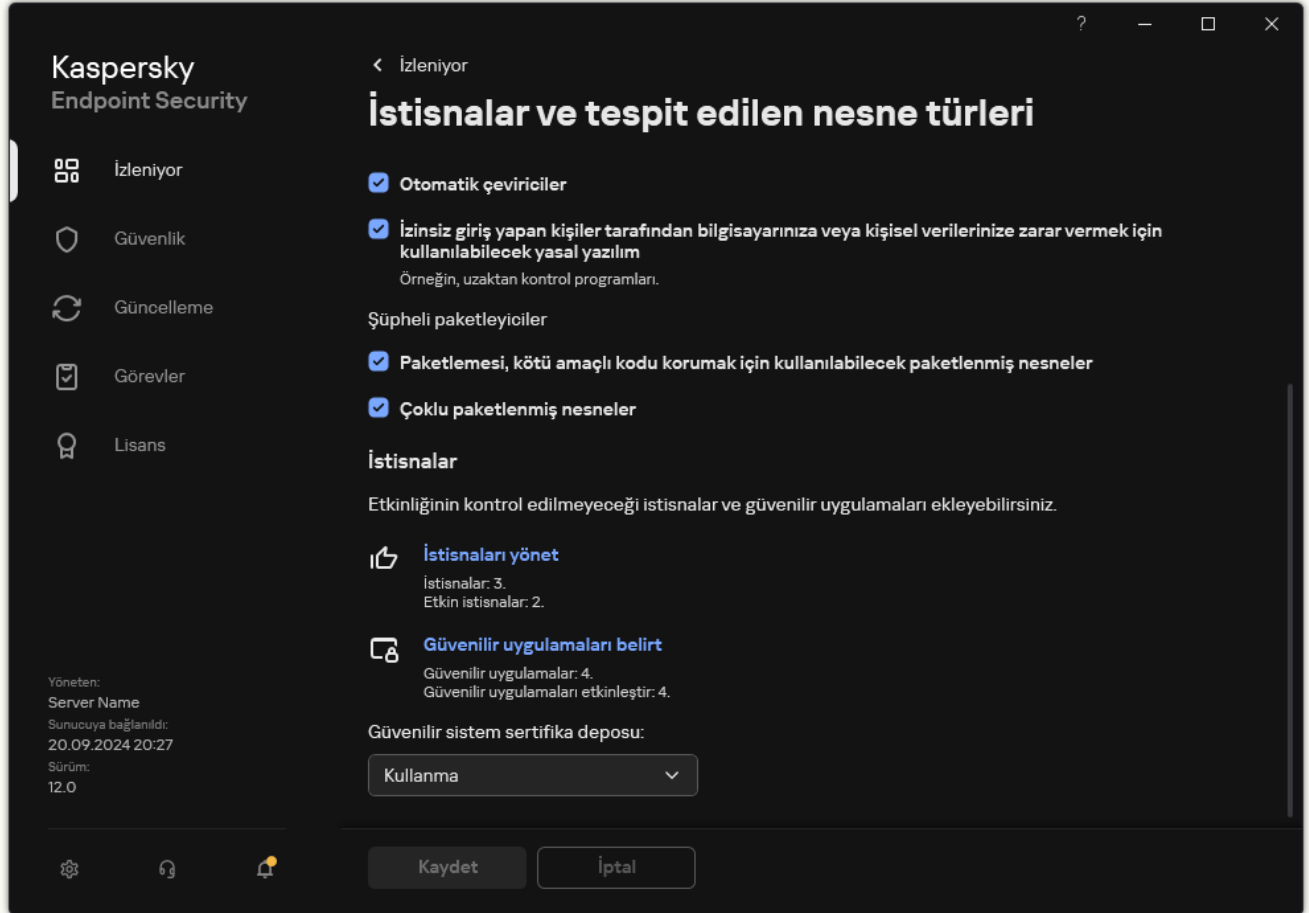 ?
Kaspersky
Endpoint Security
İzleniyor
Güvenlik
Güncelleme
Görevler
Lisans
Yöneten:
Server Name
Sunucuya bağlanıldı:
20.09.2024 20:27
Sürüm:
12.0
İzleniyor
İstisnalar ve tespit edilen nesne türleri
Otomatik çeviriciler
İzinsiz giriş yapan kişiler tarafından bilgisayarınıza veya kişisel verilerinize zarar vermek için
kullanılabilecek yasal yazılım
Örneğin, uzaktan kontrol programları.
Şüpheli paketleyiciler
Paketlemesi, kötü amaçlı kodu korumak için kullanılabilecek paketlenmiş nesneler
Çoklu paketlenmiş nesneler
İstisnalar
Etkinliğinin kontrol edilmeyeceği istisnalar ve güvenilir uygulamaları ekleyebilirsiniz.
İstisnaları yönet
İstisnalar: 3.
Etkin istisnalar: 2.
Güvenilir uygulamaları belirt
Güvenilir uygulamalar: 4.
Güvenilir uygulamaları etkinleştir: 4.
Güvenilir sistem sertifika deposu:
Kullanma
Kaydet
İptal